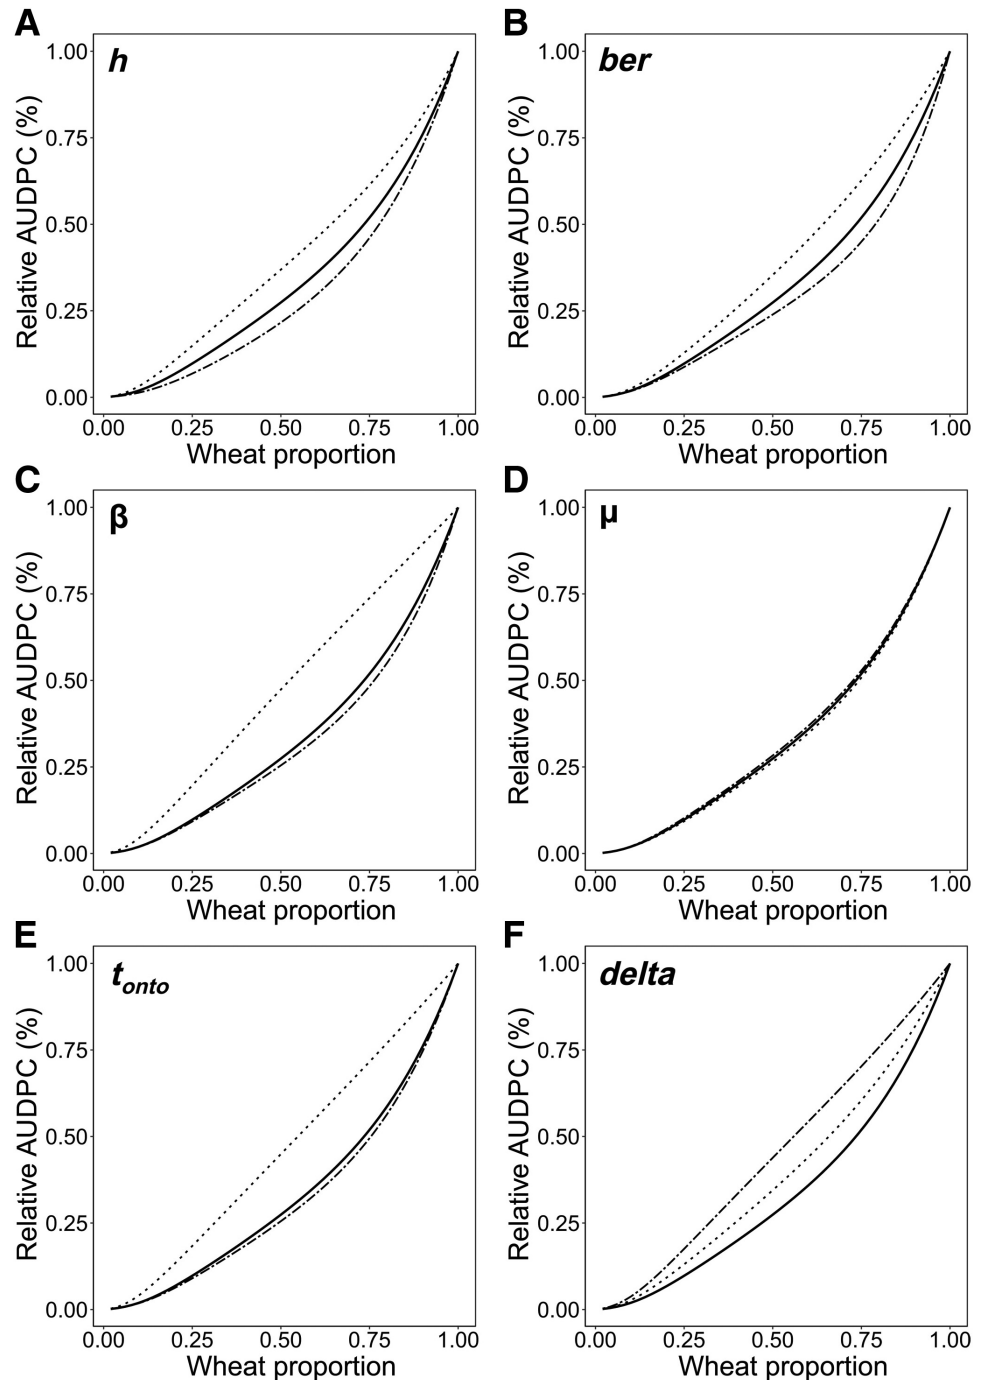 A
h
Relative AUDPC (%)
1.00
0.75
0.50
0.25
0.00
0.00 0.25 0.50 0.75 1.00
Wheat proportion
B
ber
Relative AUDPC (%)
1.00
0.75
0.50
0.25
0.00
0.00 0.25 0.50 0.75 1.00
Wheat proportion
C
β
Relative AUDPC (%)
1.00
0.75
0.50
0.25
0.00
0.00 0.25 0.50 0.75 1.00
Wheat proportion
D
μ
Relative AUDPC (%)
1.00
0.75
0.50
0.25
0.00
0.00 0.25 0.50 0.75 1.00
Wheat proportion
E
tonto
Relative AUDPC (%)
1.00
0.75
0.50
0.25
0.00
0.00 0.25 0.50 0.75 1.00
Wheat proportion
F
delta
Relative AUDPC (%)
1.00
0.75
0.50
0.25
0.00
0.00 0.25 0.50 0.75 1.00
Wheat proportion